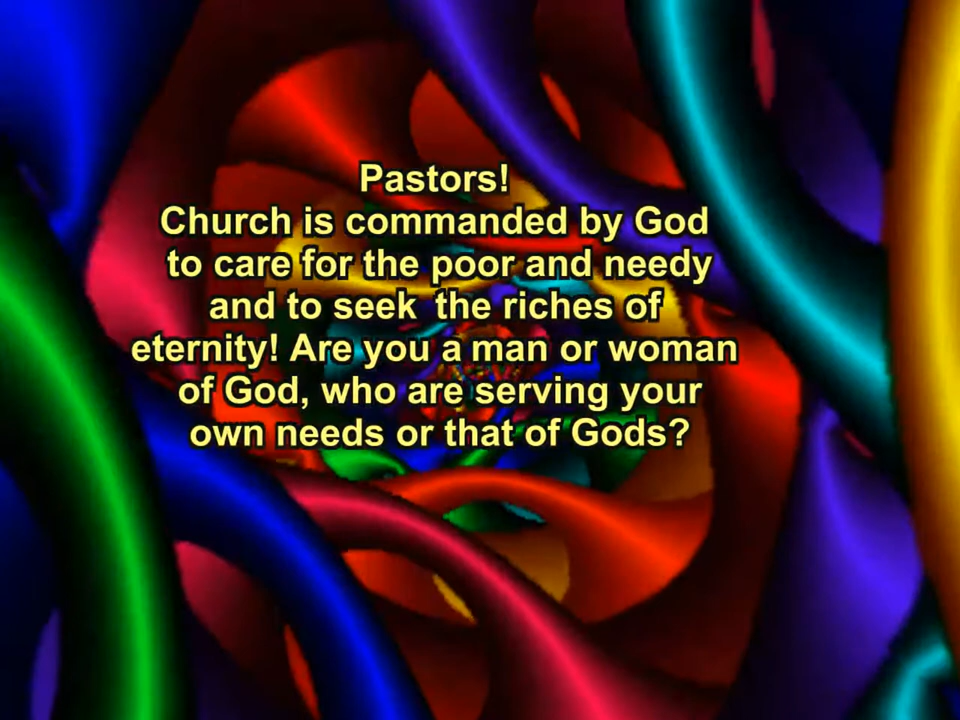 Pastors!
Church is commanded by God
to care for the poor and needy
and to seek  the riches of
eternity! Are you a man or woman
of God, who are serving your
own needs or that of Gods?